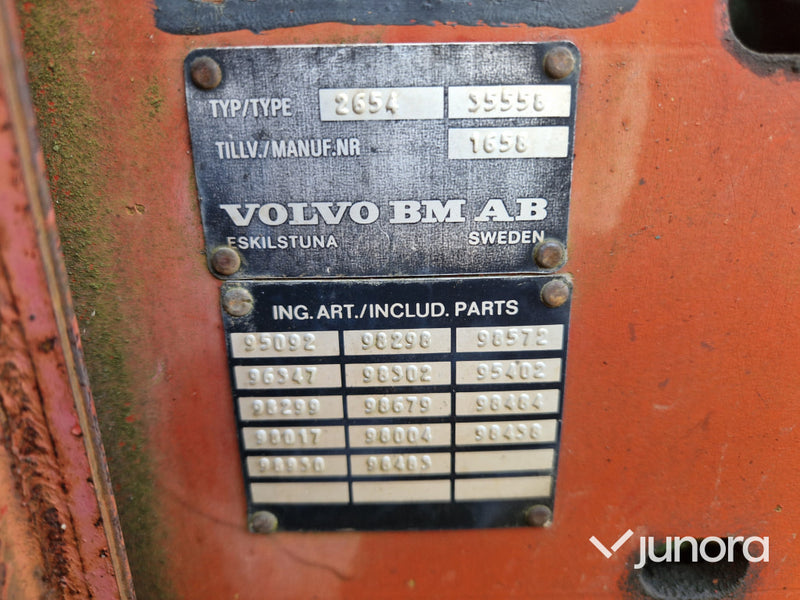 TYP/TYPE 2654 35558
TILLV./MANUF.NR 1658
VOLVO BM AB
ESKILSTUNA SWEDEN
ING. ART./INCLUD. PARTS
95092 98298 98572
96347 98302 95402
98299 98679 98484
98017 98004 98458
98950 98485
junora